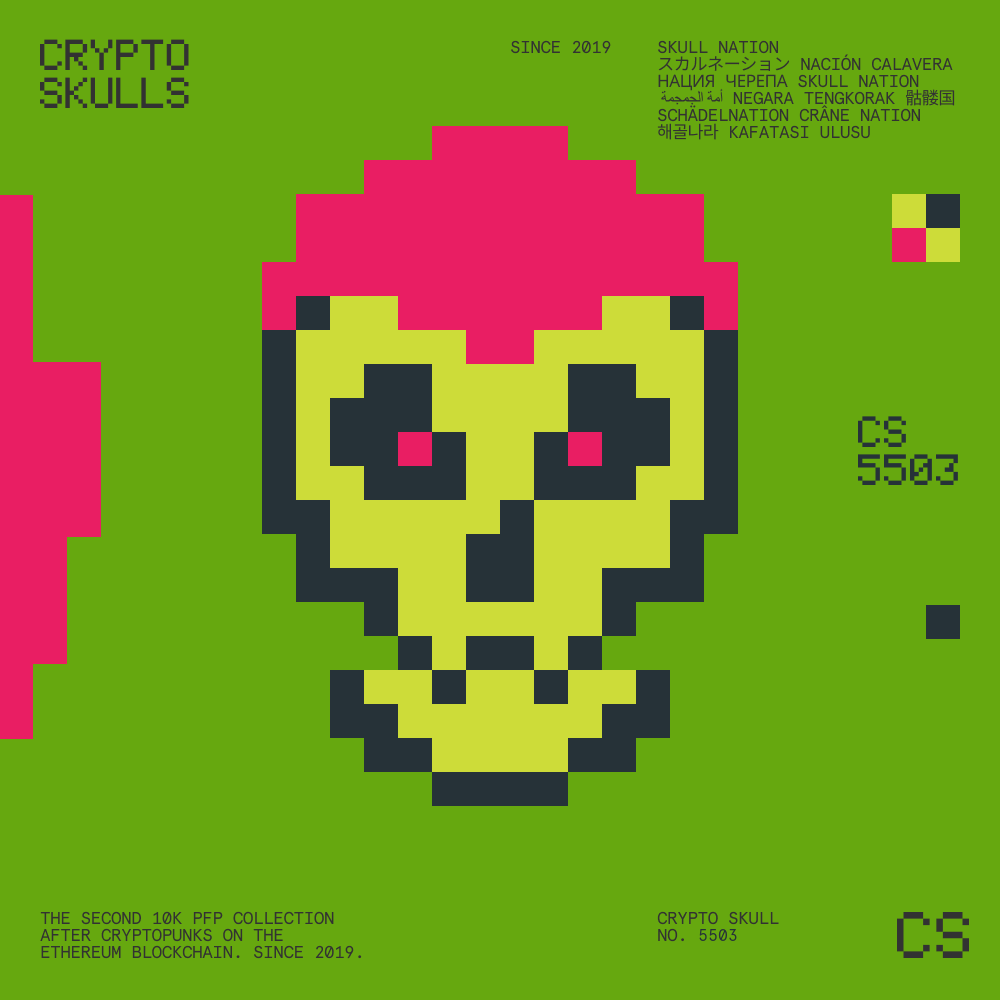 CRYPTO
SKULLS
SINCE 2019
SKULL NATION
スカルネーション NACIÓN CALAVERA
НАЦИЯ ЧЕРЕПА SKULL NATION
أمة الجمجمة NEGARA TENGKORAK 骷髅国
SCHÄDELNATION CRÂNE NATION
해골나라 KAFATASI ULUSU
CS
5503
THE SECOND 10K PFP COLLECTION
AFTER CRYPTOPUNKS ON THE
ETHEREUM BLOCKCHAIN. SINCE 2019.
CRYPTO SKULL
NO. 5503
CS